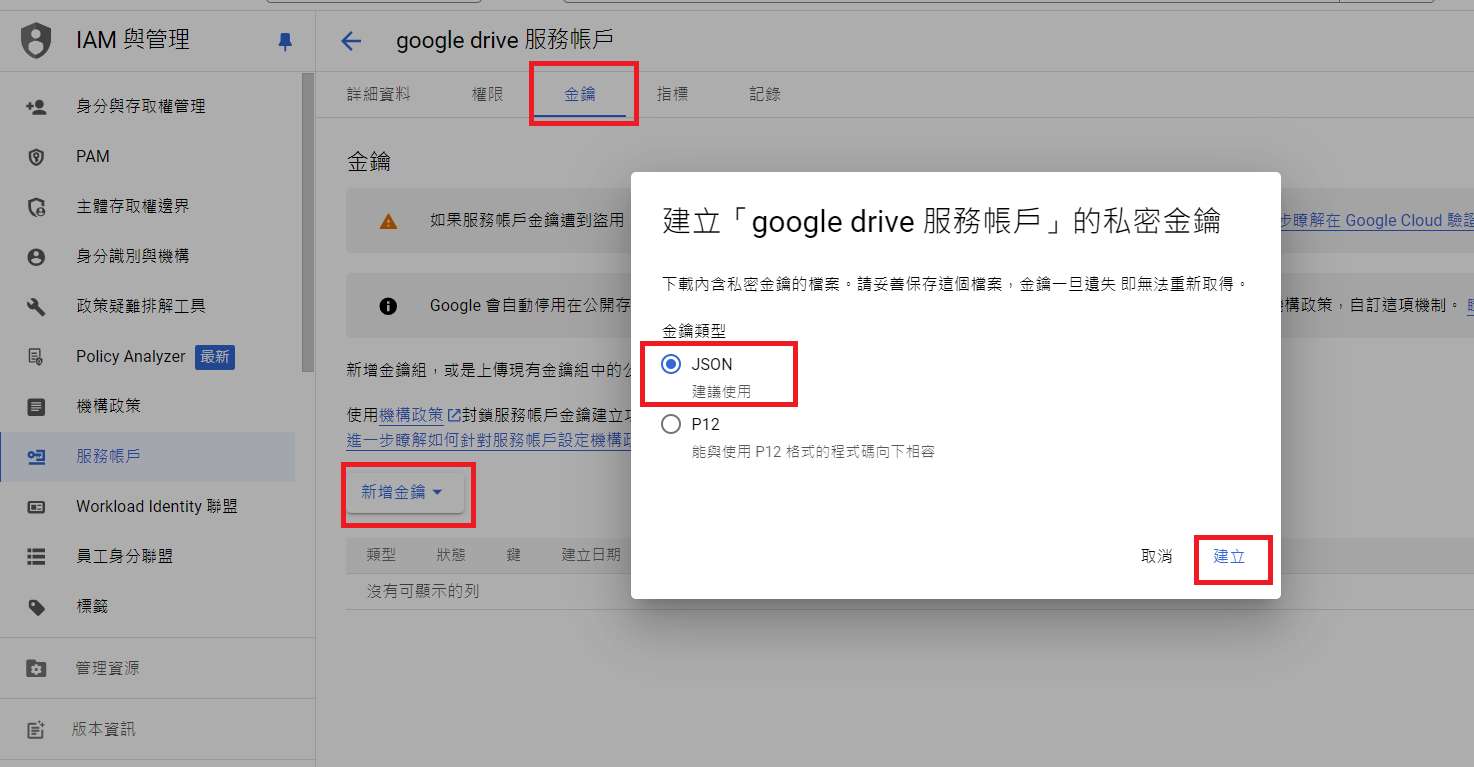 IAM 與管理
google drive 服務帳戶
身分與存取權管理
PAM
主體存取權邊界
身分識別與機構
政策疑難排解工具
Policy Analyzer 最新
機構政策
服務帳戶
Workload Identity 聯盟
員工身分聯盟
標籤
管理資源
版本資訊
詳細資料 權限 金鑰 指標 記錄
金鑰
如果服務帳戶金鑰遭到盜用
步瞭解在 Google Cloud 驗證
Google 會自動停用在公開存
機構政策，自訂這項機制。
新增金鑰組，或是上傳現有金鑰組中的公
使用機構政策封鎖服務帳戶金鑰建立
進一步瞭解如何針對服務帳戶設定機構政
新增金鑰
類型 狀態 鍵 建立日期
沒有可顯示的列
建立「google drive 服務帳戶」的私密金鑰
下載內含私密金鑰的檔案。請妥善保存這個檔案，金鑰一旦遺失 即無法重新取得。
金鑰類型
JSON
建議使用
P12
能與使用 P12 格式的程式碼向下相容
取消 建立